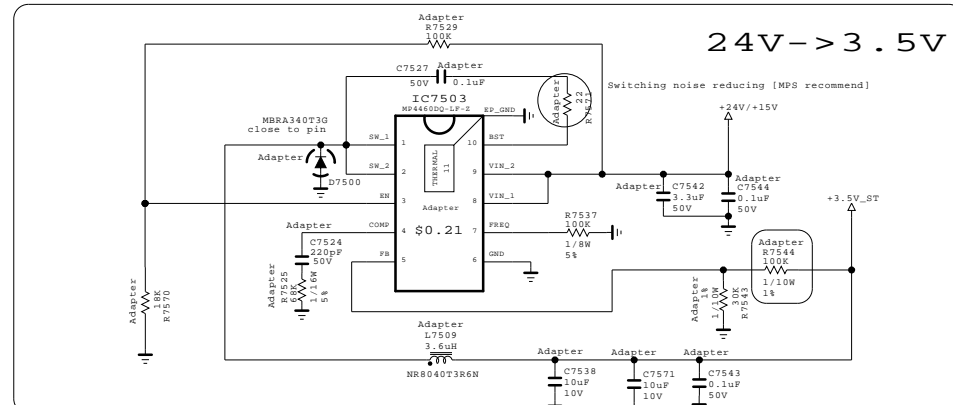 24V->3.5V
Adapter
R7529
100K
C7527
50V
Adapter
0.1uF
Adapter
22
R7571
Switching noise reducing [MPS recommend]
+24V/+15V
IC7503
MP4460DQ-LF-Z
EP_GND
MBRA340T3G
close to pin
Adapter
D7500
SW_1
1
SW_2
2
EN
3
COMP
4
FB
5
THERMAL
11
Adapter
$0.21
10
BST
9
VIN_2
8
VIN_1
7
FREQ
6
GND
Adapter
C7542
3.3uF
50V
Adapter
C7544
0.1uF
50V
+3.5V_ST
Adapter
C7524
220pF
50V
Adapter
R7525
68K
1/16W
5%
R7537
100K
1/8W
5%
Adapter
18K
R7570
Adapter
1%
1/10W
30K
R7543
Adapter
R7544
100K
1/10W
1%
Adapter
L7509
3.6uH
NR8040T3R6N
Adapter
C7538
10uF
10V
Adapter
C7571
10uF
10V
Adapter
C7543
0.1uF
50V